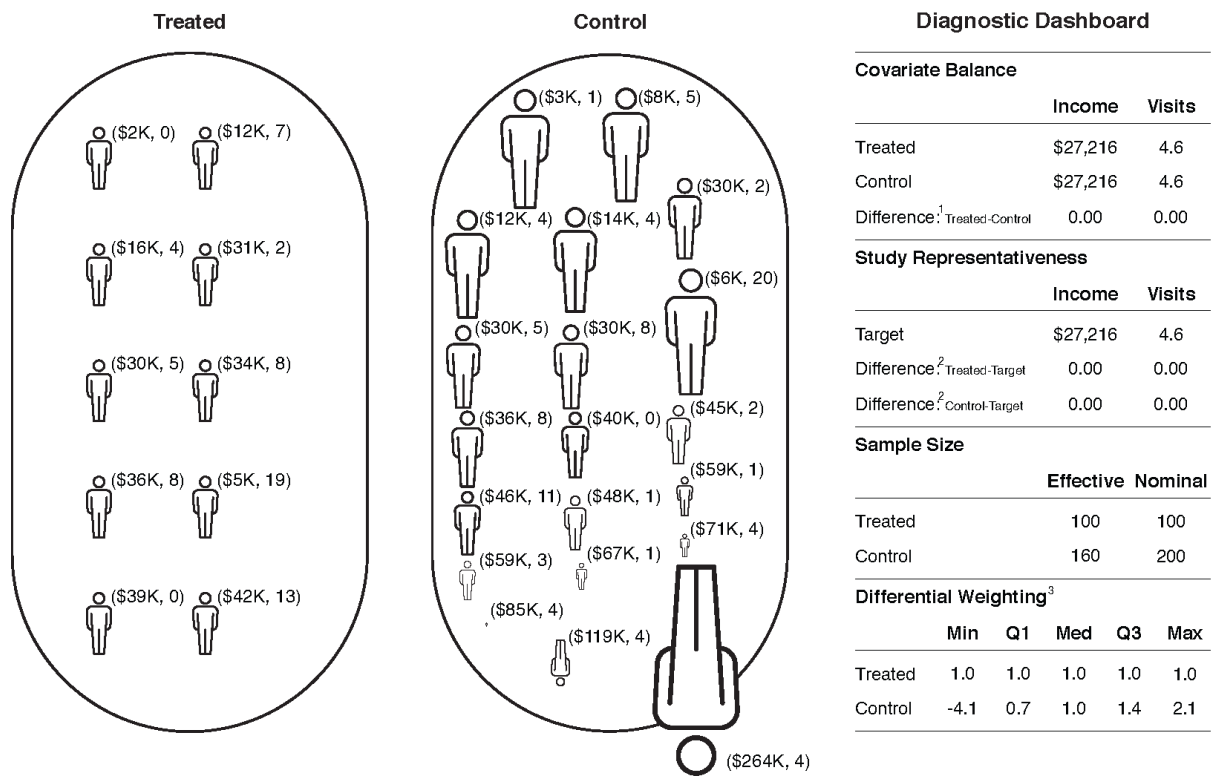 Treated
($2K, 0)
($12K, 7)
($16K, 4)
($31K, 2)
($30K, 5)
($34K, 8)
($36K, 8)
($5K, 19)
($39K, 0)
($42K, 13)
Control
($3K, 1)
($8K, 5)
($30K, 2)
($12K, 4)
($14K, 4)
($6K, 20)
($30K, 5)
($30K, 8)
($45K, 2)
($36K, 8)
($40K, 0)
($59K, 1)
($46K, 11)
($48K, 1)
($71K, 4)
($59K, 3)
($67K, 1)
($85K, 4)
($119K, 4)
($264K, 4)
Diagnostic Dashboard
Covariate Balance
Income Visits
Treated $27,216 4.6
Control $27,216 4.6
Difference:¹ Treated-Control 0.00 0.00
Study Representativeness
Income Visits
Target $27,216 4.6
Difference:² Treated-Target 0.00 0.00
Difference:² Control-Target 0.00 0.00
Sample Size
Effective Nominal
Treated 100 100
Control 160 200
Differential Weighting³
Min Q1 Med Q3 Max
Treated 1.0 1.0 1.0 1.0 1.0
Control -4.1 0.7 1.0 1.4 2.1